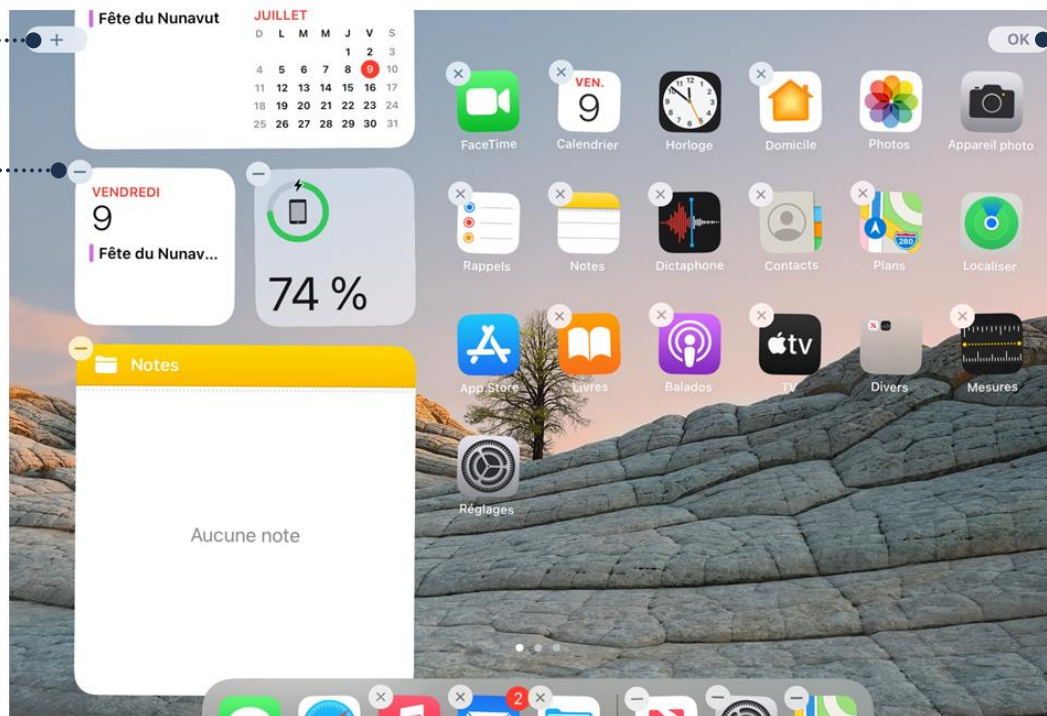 Fête du Nunavut
JUILLET
D L M M J V S
1 2 3
4 5 6 7 8 9 10
11 12 13 14 15 16 17
18 19 20 21 22 23 24
25 26 27 28 29 30 31
+
OK
VEN.
9
FaceTime
Calendrier
Horloge
Domicile
Photos
Appareil photo
VENDREDI
9
Fête du Nunav...
74 %
Rappels
Notes
Dictaphone
Contacts
280
Plans
Localiser
tv
App Store
Livres
Balados
TV
Divers
Mesures
Notes
Réglages
Aucune note
2